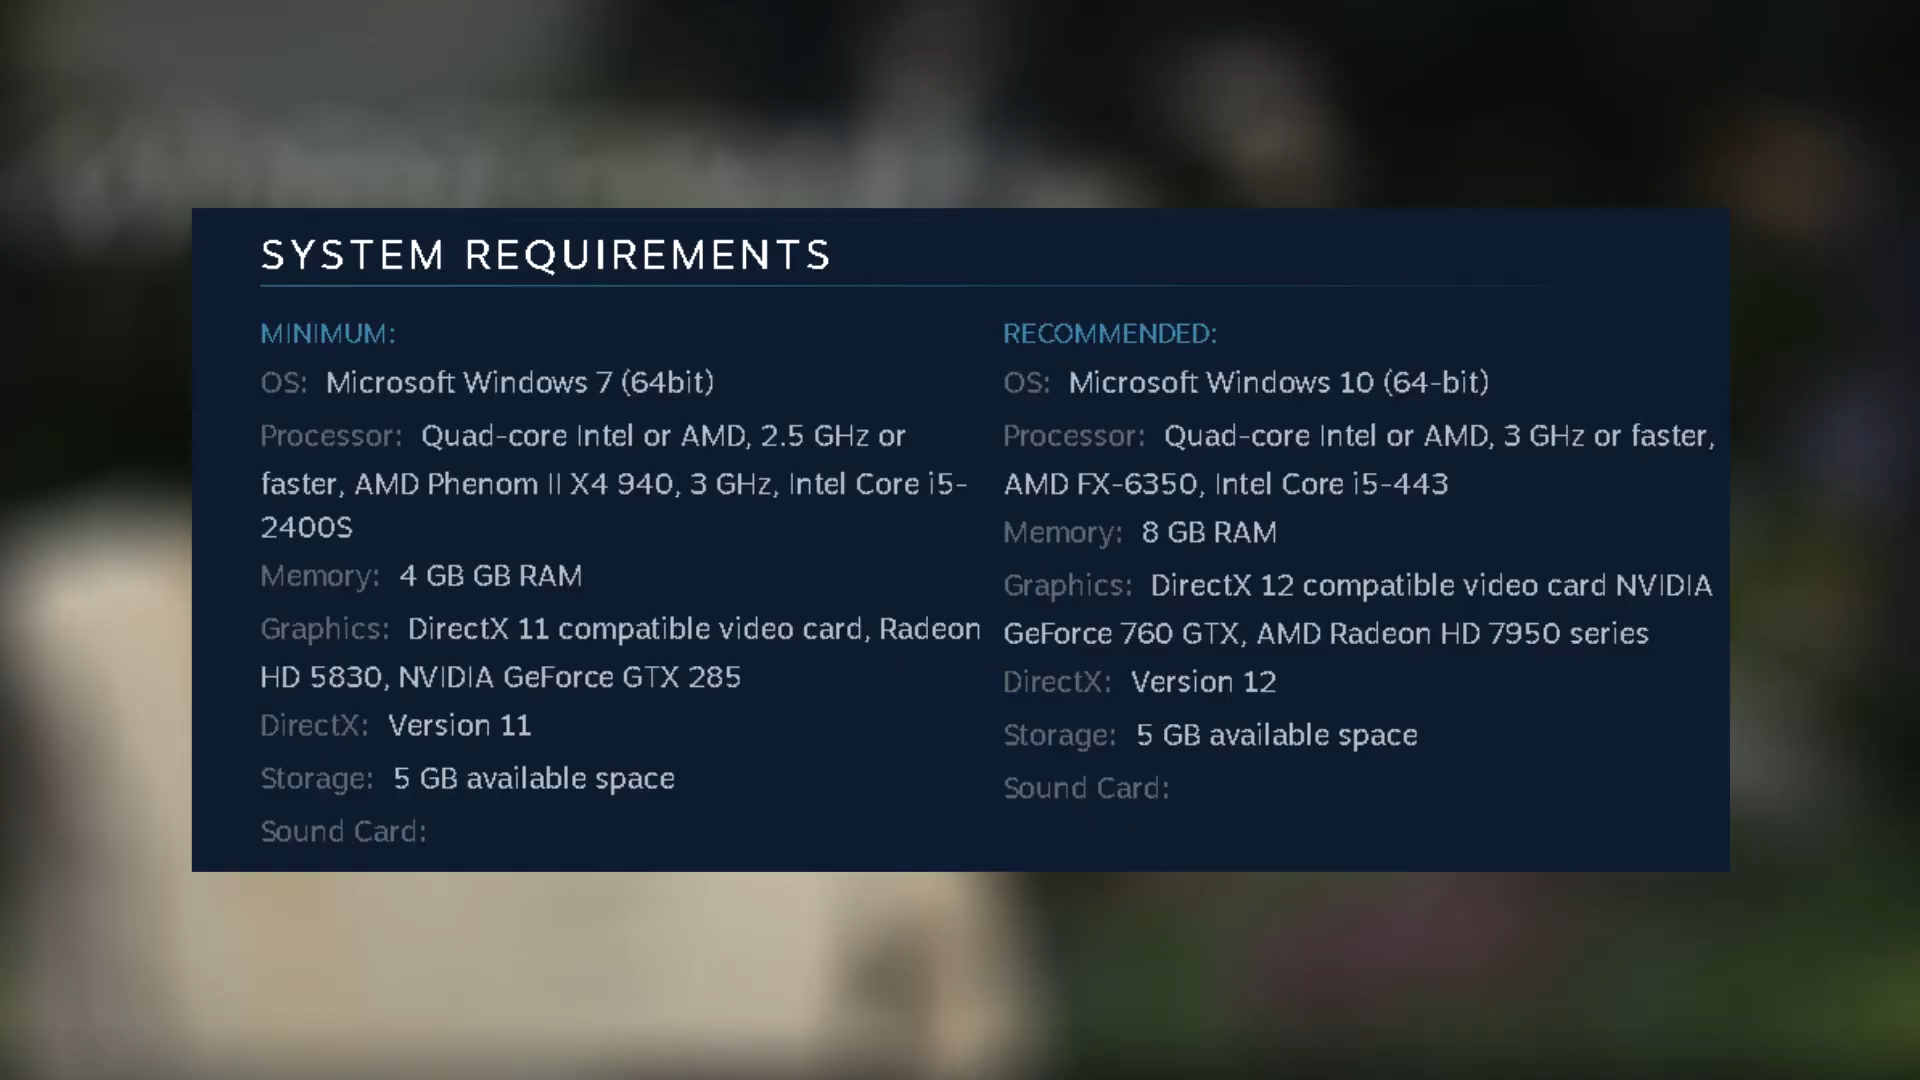 SYSTEM REQUIREMENTS
MINIMUM:
OS: Microsoft Windows 7 (64bit)
Processor: Quad-core Intel or AMD, 2.5 GHz or
faster, AMD Phenom II X4 940, 3 GHz, Intel Core i5-
2400S
Memory: 4 GB GB RAM
Graphics: DirectX 11 compatible video card, Radeon
HD 5830, NVIDIA GeForce GTX 285
DirectX: Version 11
Storage: 5 GB available space
Sound Card:
RECOMMENDED:
OS: Microsoft Windows 10 (64-bit)
Processor: Quad-core Intel or AMD, 3 GHz or faster,
AMD FX-6350, Intel Core i5-443
Memory: 8 GB RAM
Graphics: DirectX 12 compatible video card NVIDIA
GeForce 760 GTX, AMD Radeon HD 7950 series
DirectX: Version 12
Storage: 5 GB available space
Sound Card: